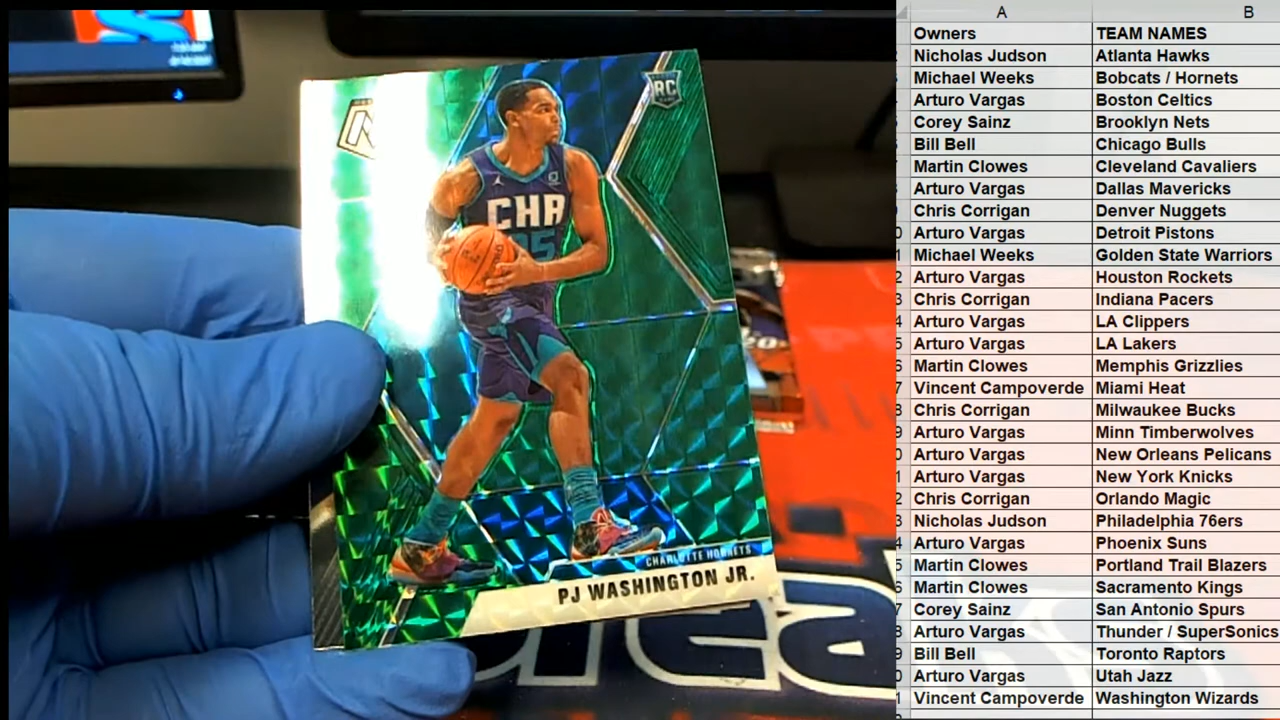 RC
CHA
25
CHARLOTTE HORNETS
PJ WASHINGTON JR.
A B
Owners TEAM NAMES
Nicholas Judson Atlanta Hawks
Michael Weeks Bobcats / Hornets
Arturo Vargas Boston Celtics
Corey Sainz Brooklyn Nets
Bill Bell Chicago Bulls
Martin Clowes Cleveland Cavaliers
Arturo Vargas Dallas Mavericks
Chris Corrigan Denver Nuggets
Arturo Vargas Detroit Pistons
Michael Weeks Golden State Warriors
Arturo Vargas Houston Rockets
Chris Corrigan Indiana Pacers
Arturo Vargas LA Clippers
Arturo Vargas LA Lakers
Martin Clowes Memphis Grizzlies
Vincent Campoverde Miami Heat
Chris Corrigan Milwaukee Bucks
Arturo Vargas Minn Timberwolves
Arturo Vargas New Orleans Pelicans
Arturo Vargas New York Knicks
Chris Corrigan Orlando Magic
Nicholas Judson Philadelphia 76ers
Arturo Vargas Phoenix Suns
Martin Clowes Portland Trail Blazers
Martin Clowes Sacramento Kings
Corey Sainz San Antonio Spurs
Arturo Vargas Thunder / SuperSonics
Bill Bell Toronto Raptors
Arturo Vargas Utah Jazz
Vincent Campoverde Washington Wizards